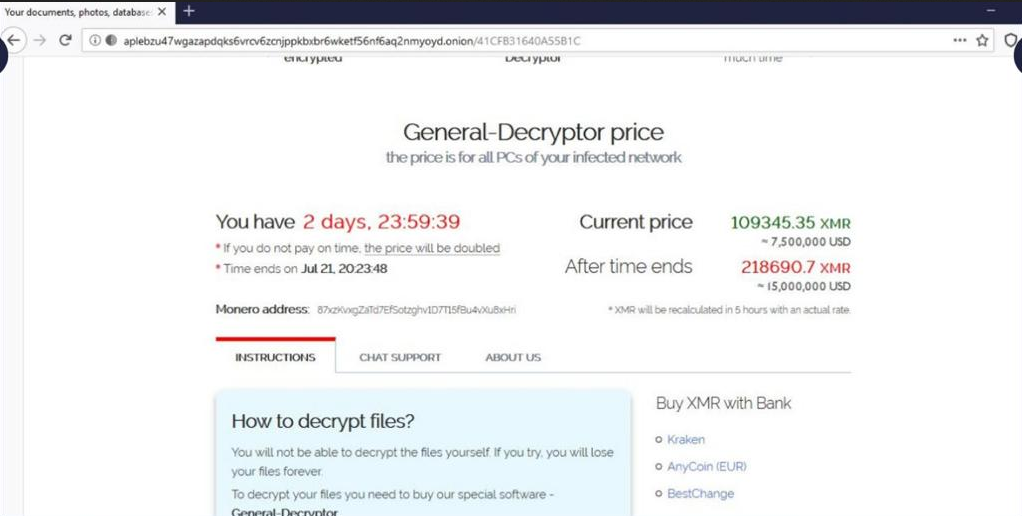 Your documents, photos, database
aplebzu47wgazapdqks6vrcv6zcnjppkbxbr6wketf56nf6aq2nmyoyd.onion/41CFB31640A55B1C
encrypted Decryptor much time
General-Decryptor price
the price is for all PCs of your infected network
You have 2 days, 23:59:39
* If you do not pay on time, the price will be doubled
* Time ends on Jul 21, 20:23:48
Current price 109345.35 XMR
≈ 7,500,000 USD
After time ends 218690.7 XMR
≈ 15,000,000 USD
Monero address:
* XMR will be recalculated in 5 hours with an actual rate.
INSTRUCTIONS CHAT SUPPORT ABOUT US
How to decrypt files?
You will not be able to decrypt the files yourself. If you try, you will lose
your files forever.
To decrypt your files you need to buy our special software -
General-Decryptor
Buy XMR with Bank
Kraken
AnyCoin (EUR)
BestChange